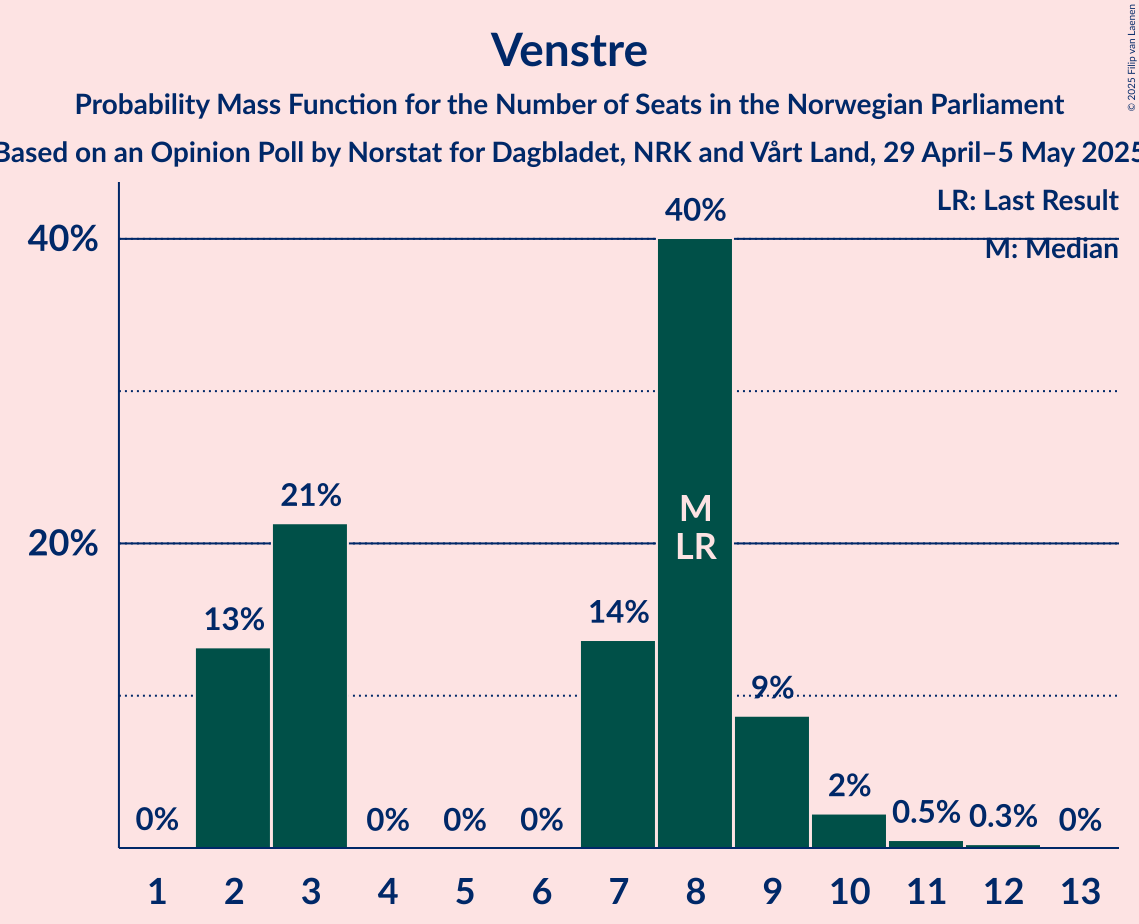 Venstre
Probability Mass Function for the Number of Seats in the Norwegian Parliament
Based on an Opinion Poll by Norstat for Dagbladet, NRK and Vårt Land, 29 April–5 May 2025
© 2025 Filip van Laenen
LR: Last Result
M: Median
40%
20%
0%
13%
21%
0%
0%
0%
14%
40%
9%
2%
0.5%
0.3%
0%
M
LR
1 2 3 4 5 6 7 8 9 10 11 12 13